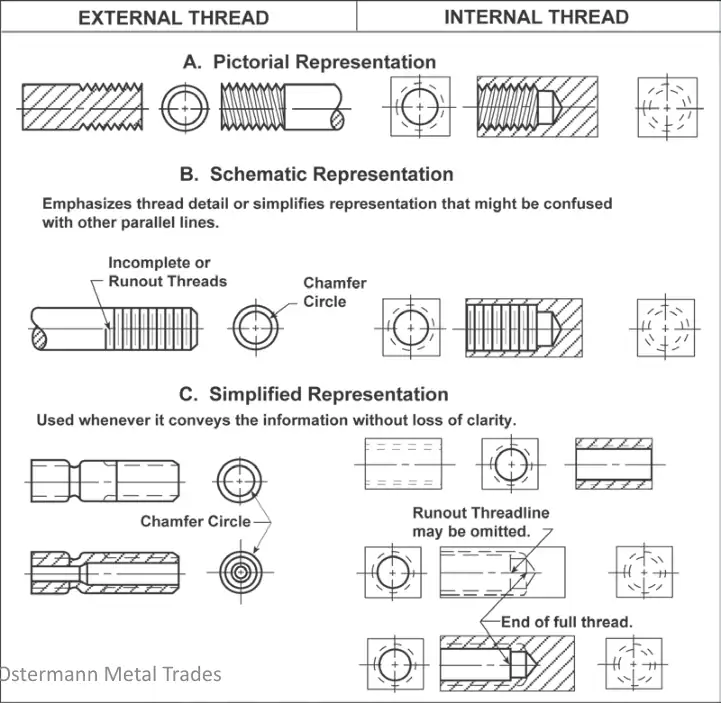 EXTERNAL THREAD
INTERNAL THREAD
A. Pictorial Representation
B. Schematic Representation
Emphasizes thread detail or simplifies representation that might be confused
with other parallel lines.
Incomplete or
Runout Threads
Chamfer
Circle
C. Simplified Representation
Used whenever it conveys the information without loss of clarity.
Chamfer Circle
Runout Threadline
may be omitted.
End of full thread.
Ostermann Metal Trades